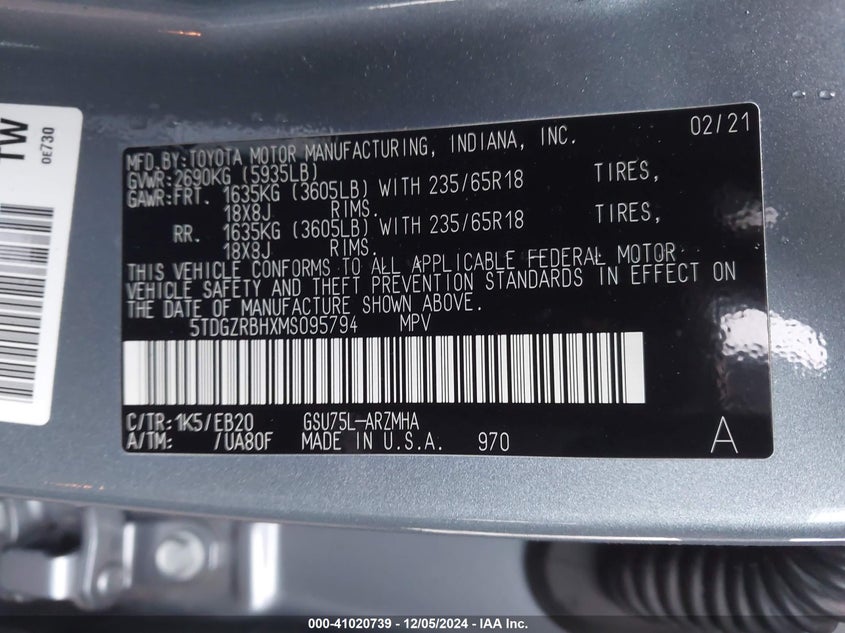 TW
0E730
02/21
MFD.BY:TOYOTA MOTOR MANUFACTURING, INDIANA, INC.
GVWR:2690KG (5935LB)
GAWR:FRT. 1635KG (3605LB) WITH 235/65R18 TIRES,
18X8J RIMS.
RR. 1635KG (3605LB) WITH 235/65R18 TIRES,
18X8J RIMS.
THIS VEHICLE CONFORMS TO ALL APPLICABLE FEDERAL MOTOR
VEHICLE SAFETY AND THEFT PREVENTION STANDARDS IN EFFECT ON
THE DATE OF MANUFACTURE SHOWN ABOVE.
5TDGZRBHXMS095794 MPV
C/TR:1K5/EB20 GSU75L-ARZMHA
A/TM: /UA80F MADE IN U.S.A. 970 A
000-41020739 - 12/05/2024 - IAA Inc.